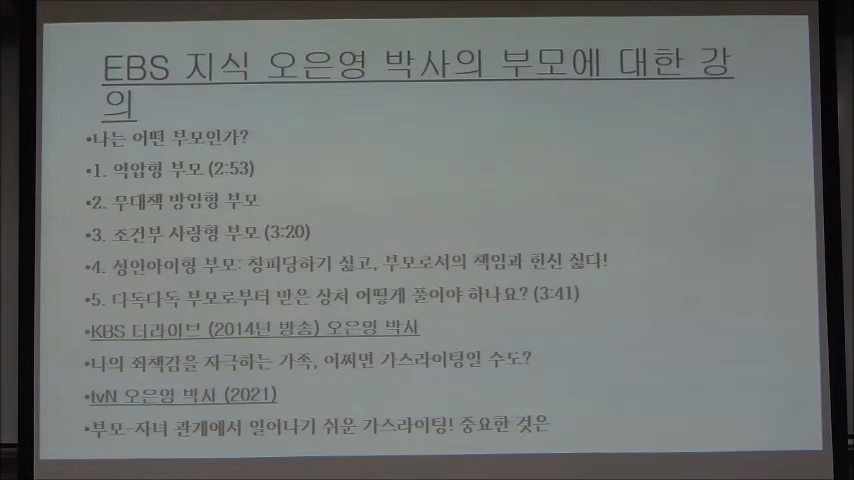 EBS 지식 오은영 박사의 부모에 대한 강
의
•나는 어떤 부모인가?
•1. 억압형 부모 (2:53)
•2. 무대책 방임형 부모
•3. 조건부 사랑형 부모 (3:20)
•4. 성인아이형 부모: 창피당하기 싫고, 부모로서의 책임과 헌신 싫다!
•5. 다독다독 부모로부터 받은 상처 어떻게 풀이야 하나요? (3:41)
•KBS 더라이브 (2014년 방송) 오은영 박사
•나의 죄책감을 자극하는 가족, 어쩌면 가스라이팅일 수도?
•tvN 오은영 박사 (2021)
•부모-자녀 관계에서 일어나기 쉬운 가스라이팅! 중요한 것은